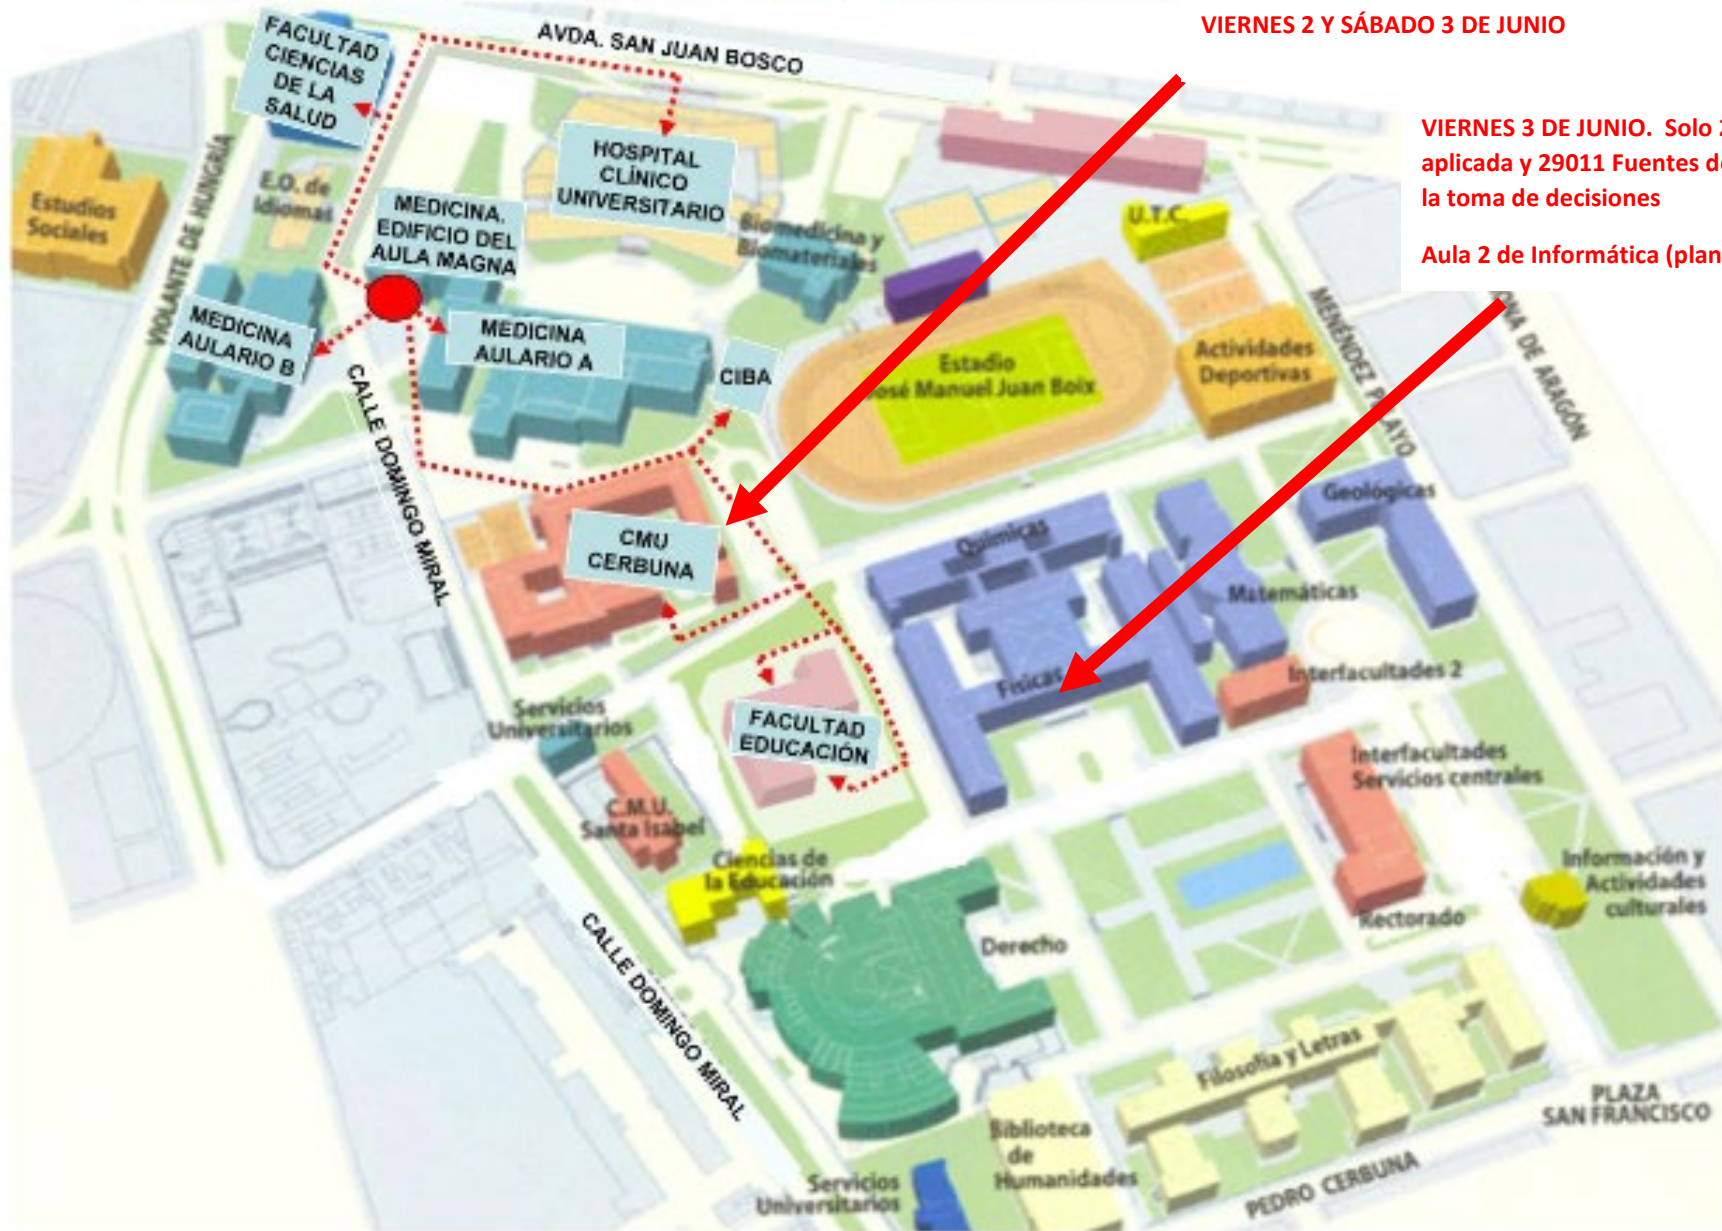 VIERNES 2 Y SÁBADO 3 DE JUNIO
VIERNES 3 DE JUNIO. Solo
aplicada y 29011 Fuentes
la toma de decisiones
Aula 2 de Informática
AVDA. SAN JUAN BOSCO
FACULTAD
CIENCIAS
DE LA
SALUD
HOSPITAL
CLÍNICO
UNIVERSITARIO
VIOLANTE DE HUNGRÍA
E.O. de
Idiomas
Estudios
Sociales
MEDICINA.
EDIFICIO DEL
AULA MAGNA
Biomedicina y
Biomateriales
U.T.C.
MEDICINA
AULARIO B
MEDICINA
AULARIO A
CIBA
Estadio
José Manuel Juan Boix
Actividades
Deportivas
MENÉNDEZ PELAYO
DE ARAGÓN
CALLE DOMINGO MIRAL
CMU
CERBUNA
Químicas
Geológicas
Matemáticas
Físicas
Interfacultades 2
Servicios
Universitarios
FACULTAD
EDUCACIÓN
Interfacultades
Servicios centrales
C.M.U.
Santa Isabel
Ciencias de
la Educación
Información y
Actividades
culturales
Rectorado
Derecho
CALLE DOMINGO MIRAL
Filosofía y Letras
PLAZA
SAN FRANCISCO
Biblioteca
de
Humanidades
Servicios
Universitarios
PEDRO CERBUNA